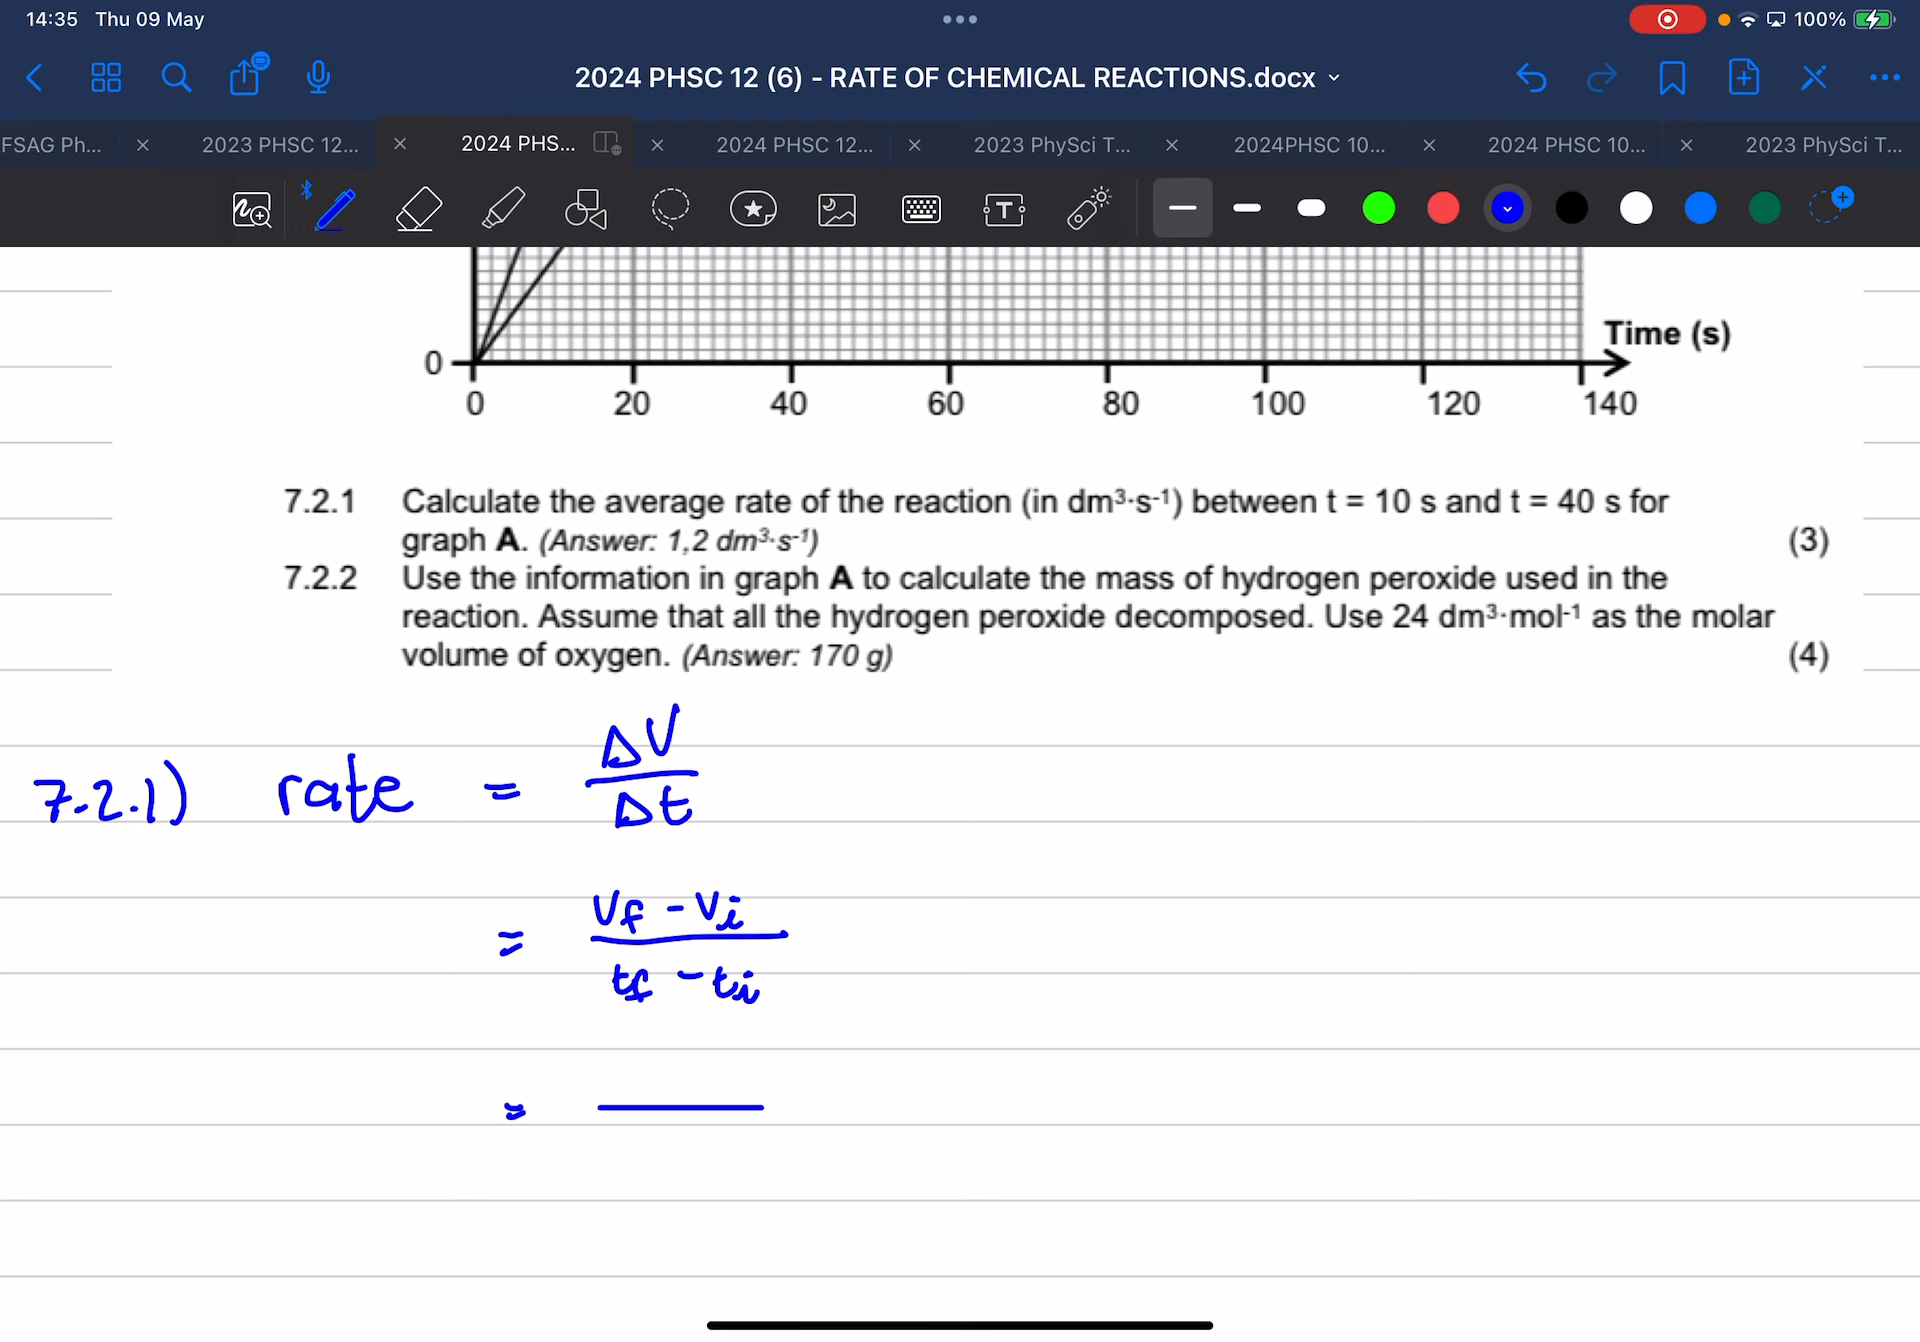 14:35 Thu 09 May
100%
2024 PHSC 12 (6) - RATE OF CHEMICAL REACTIONS.docx
FSAG Ph... 2023 PHSC 12... 2024 PHS... 2024 PHSC 12... 2023 PhySci T... 2024PHSC 10... 2024 PHSC 10... 2023 PhySci T...
Time (s)
0
0 20 40 60 80 100 120 140
7.2.1 Calculate the average rate of the reaction (in dm³·s⁻¹) between t = 10 s and t = 40 s for
graph A. (Answer: 1,2 dm³·s⁻¹) (3)
7.2.2 Use the information in graph A to calculate the mass of hydrogen peroxide used in the
reaction. Assume that all the hydrogen peroxide decomposed. Use 24 dm³·mol⁻¹ as the molar
volume of oxygen. (Answer: 170 g) (4)
ΔV
7.2.1) rate =
Δt
Vf - Vi
=
tf - ti
=